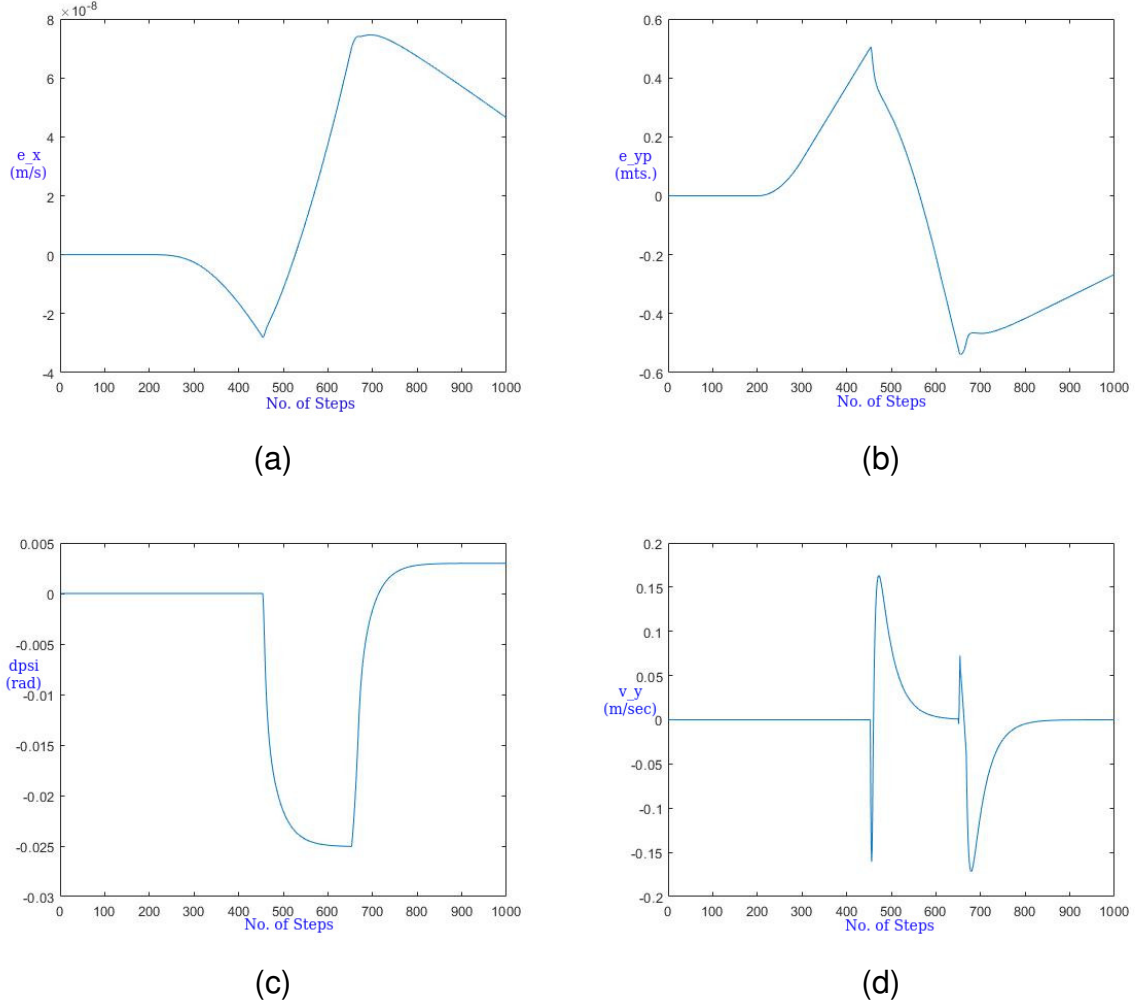 × 10⁻⁸
8
6
4
2
0
-2
-4
e_x
(m/s)
0 100 200 300 400 500 600 700 800 900 1000
No. of Steps
(a)
0.6
0.4
0.2
0
-0.2
-0.4
-0.6
e_yp
(mts.)
0 100 200 300 400 500 600 700 800 900 1000
No. of Steps
(b)
0.005
0
-0.005
-0.01
-0.015
-0.02
-0.025
-0.03
dpsi
(rad)
0 100 200 300 400 500 600 700 800 900 1000
No. of Steps
(c)
0.2
0.15
0.1
0.05
0
-0.05
-0.1
-0.15
-0.2
v_y
(m/sec)
0 100 200 300 400 500 600 700 800 900 1000
No. of Steps
(d)